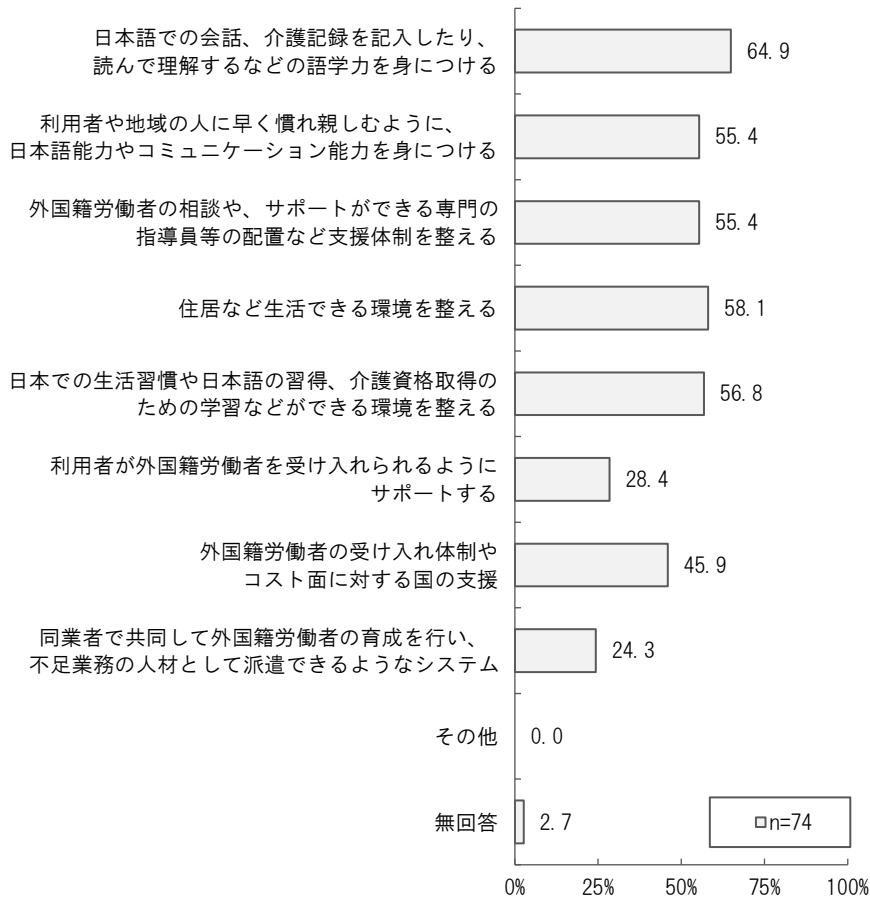 日本語での会話、介護記録を記入したり、
読んで理解するなどの語学力を身につける
64.9
利用者や地域の人に早く慣れ親しむように、
日本語能力やコミュニケーション能力を身につける
55.4
外国籍労働者の相談や、サポートができる専門の
指導員等の配置など支援体制を整える
55.4
住居など生活できる環境を整える
58.1
日本での生活習慣や日本語の習得、介護資格取得の
ための学習などができる環境を整える
56.8
利用者が外国籍労働者を受け入れられるように
サポートする
28.4
外国籍労働者の受け入れ体制や
コスト面に対する国の支援
45.9
同業者で共同して外国籍労働者の育成を行い、
不足業務の人材として派遣できるようなシステム
24.3
その他
0.0
無回答
2.7
n=74
0% 25% 50% 75% 100%